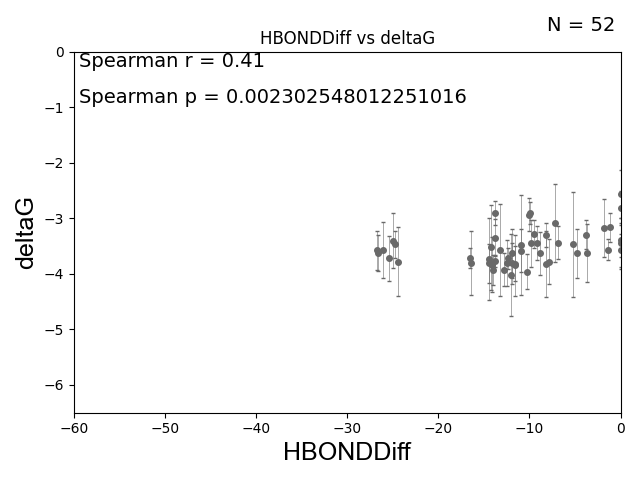 N = 52
HBONDDiff vs deltaG
Spearman r = 0.41
Spearman p = 0.002302548012251016
0
−1
−2
−3
−4
−5
−6
deltaG
−60 −50 −40 −30 −20 −10 0
HBONDDiff